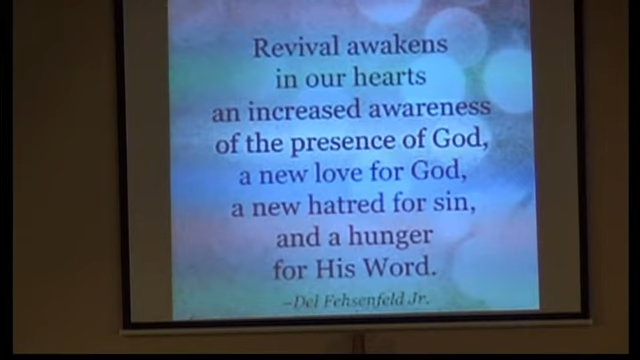 Revival awakens
in our hearts
an increased awareness
of the presence of God,
a new love for God,
a new hatred for sin,
and a hunger
for His Word.
~Del Fehsenfeld Jr.